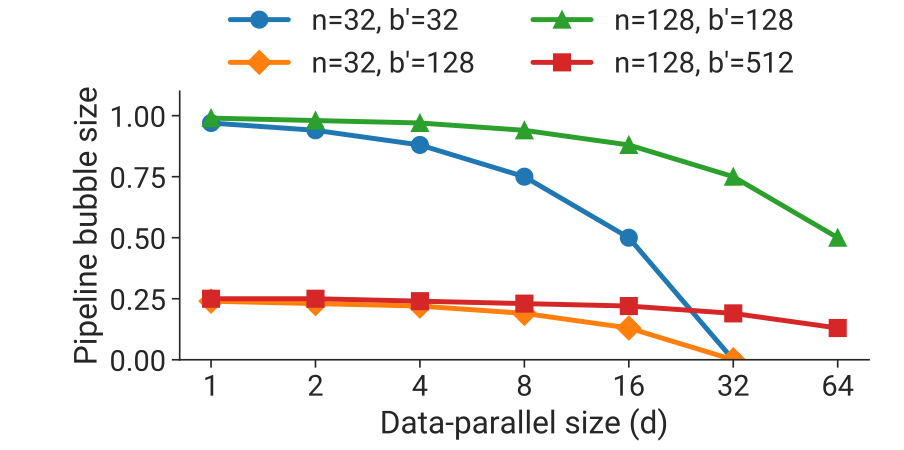 n=32, b'=32
n=128, b'=128
n=32, b'=128
n=128, b'=512
Pipeline bubble size
1.00
0.75
0.50
0.25
0.00
1 2 4 8 16 32 64
Data-parallel size (d)